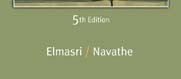 5th Edition
Elmasri / Navathe